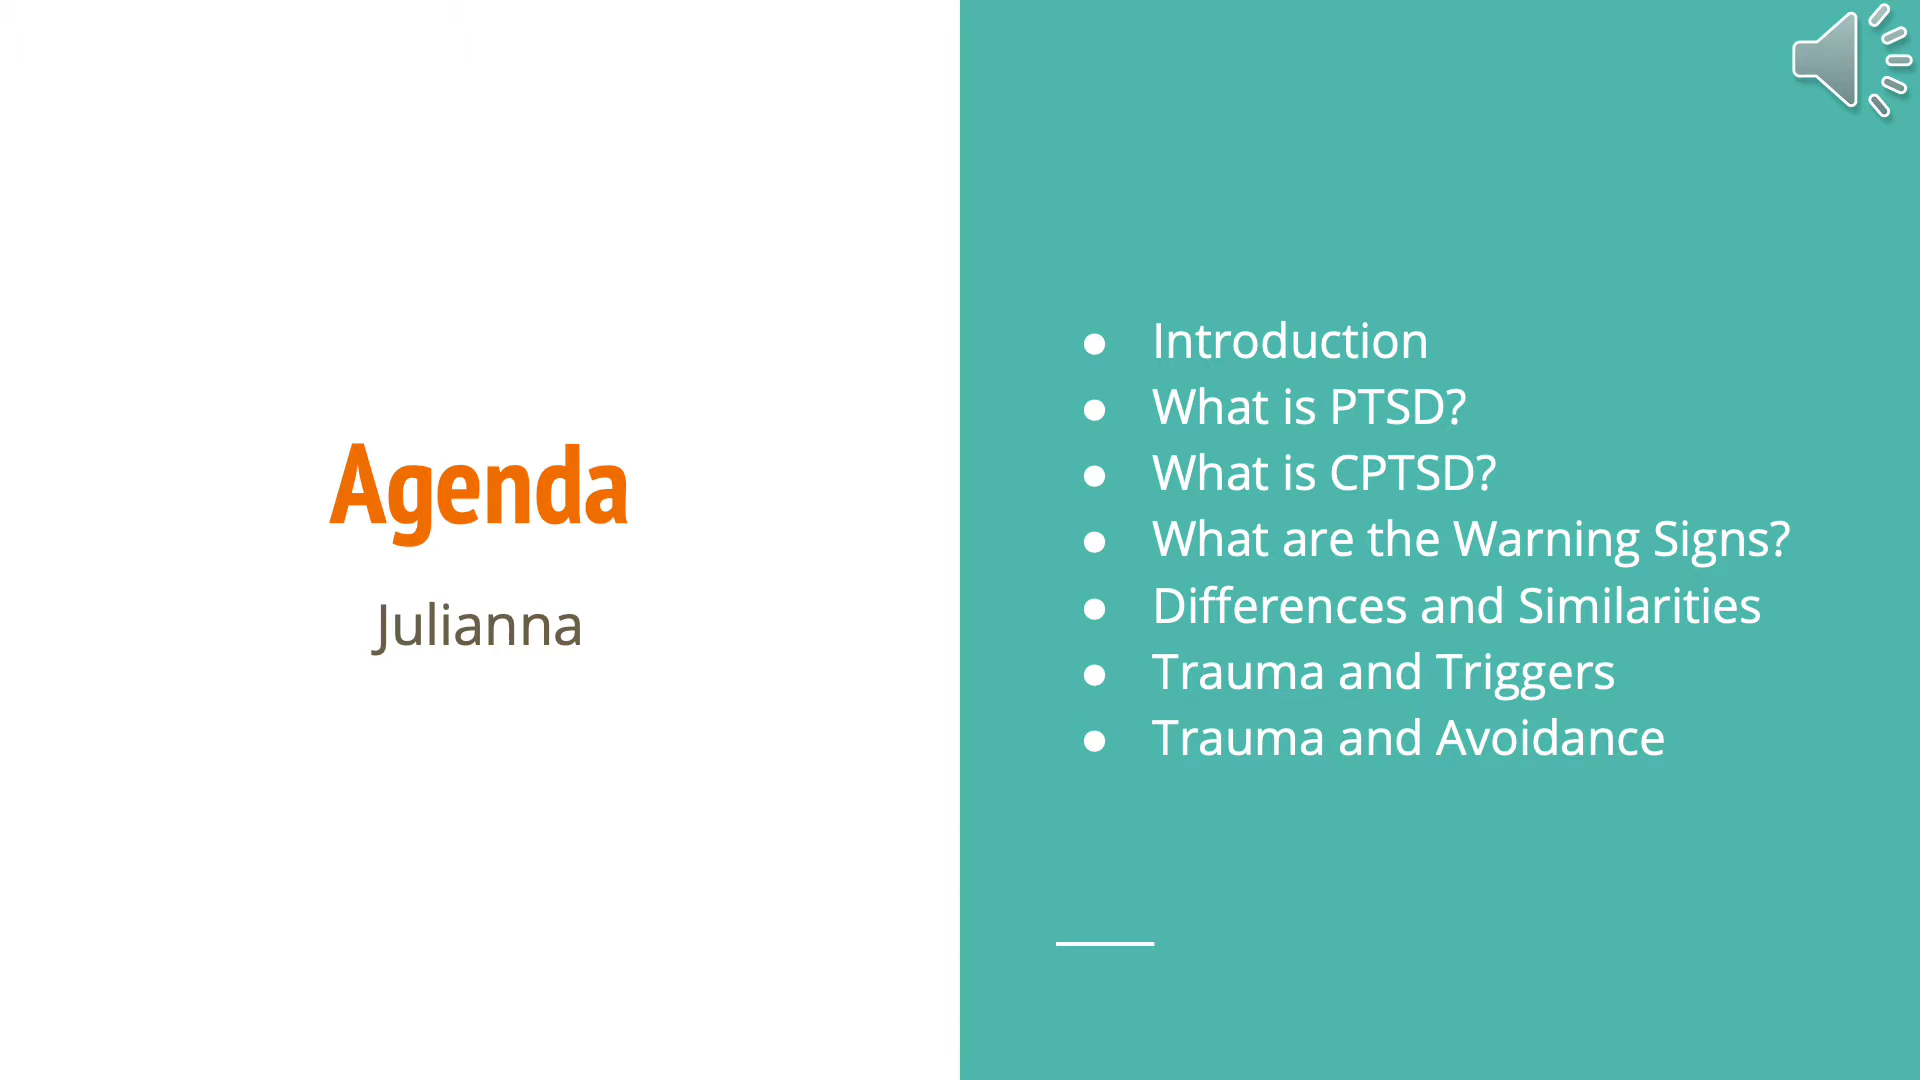 Agenda
Julianna
● Introduction
● What is PTSD?
● What is CPTSD?
● What are the Warning Signs?
● Differences and Similarities
● Trauma and Triggers
● Trauma and Avoidance